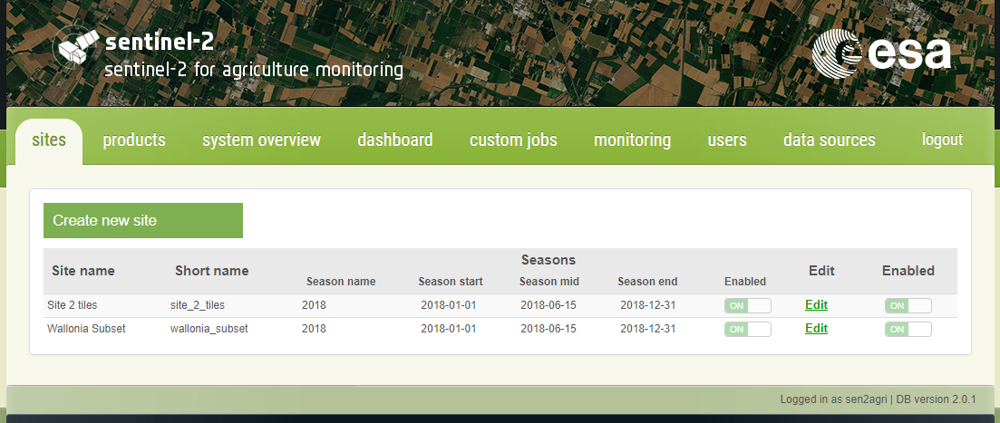 sentinel-2
sentinel-2 for agriculture monitoring
esa
sites products system overview dashboard custom jobs monitoring users data sources logout
Create new site
Site name Short name Seasons Edit Enabled
Season name Season start Season mid Season end Enabled
Site 2 tiles site_2_tiles 2018 2018-01-01 2018-06-15 2018-12-31 ON Edit ON
Wallonia Subset wallonia_subset 2018 2018-01-01 2018-06-15 2018-12-31 ON Edit ON
Logged in as sen2agri | DB version 2.0.1